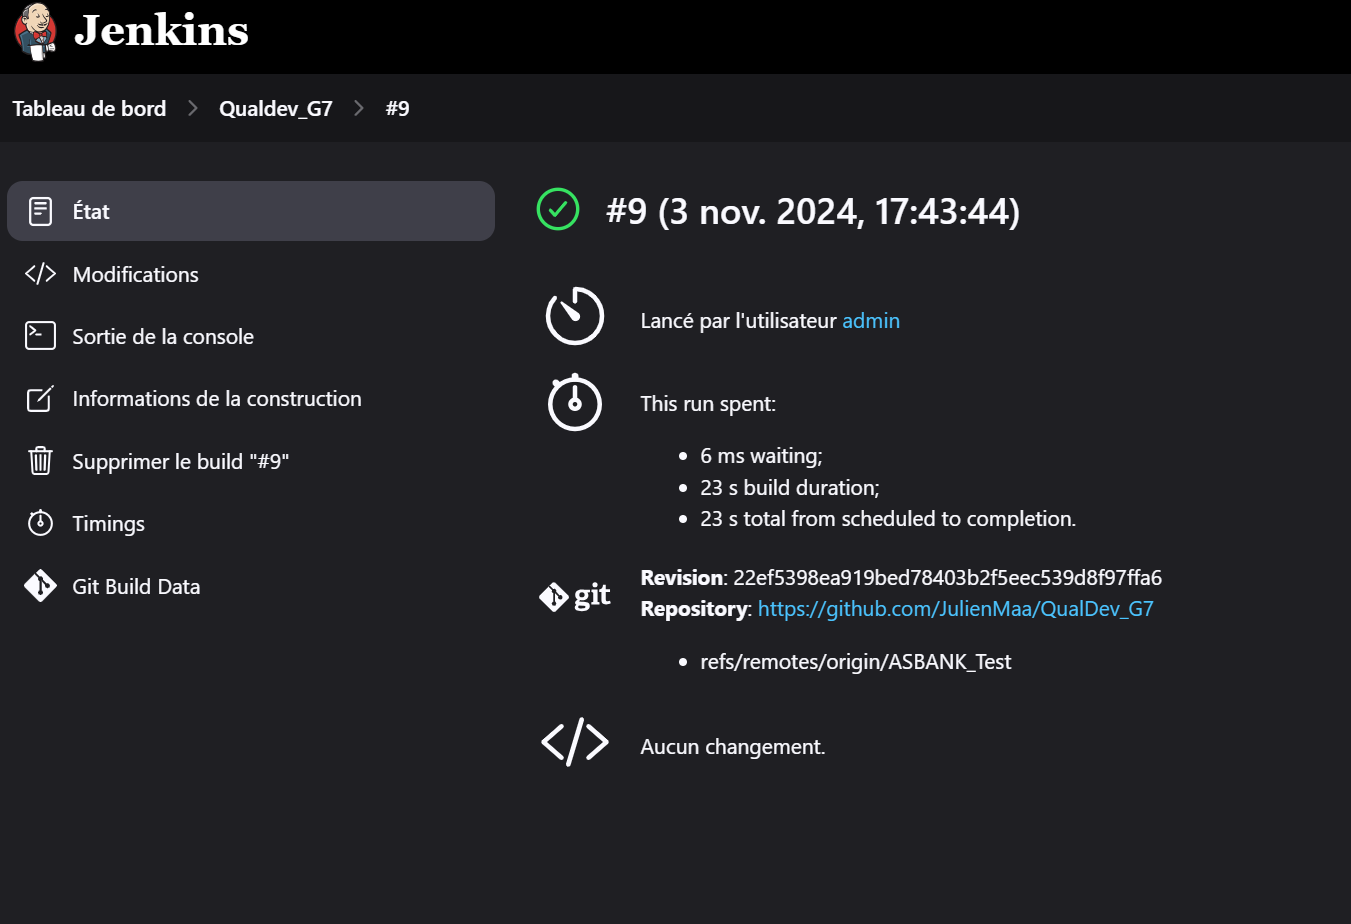 Jenkins
Tableau de bord > Qualdev_G7 > #9
État
Modifications
Sortie de la console
Informations de la construction
Supprimer le build "#9"
Timings
Git Build Data
#9 (3 nov. 2024, 17:43:44)
Lancé par l'utilisateur admin
This run spent:
• 6 ms waiting;
• 23 s build duration;
• 23 s total from scheduled to completion.
git
Revision: 22ef5398ea919bed78403b2f5eec539d8f97ffa6
Repository: https://github.com/JulienMaa/QualDev_G7
• refs/remotes/origin/ASBANK_Test
Aucun changement.